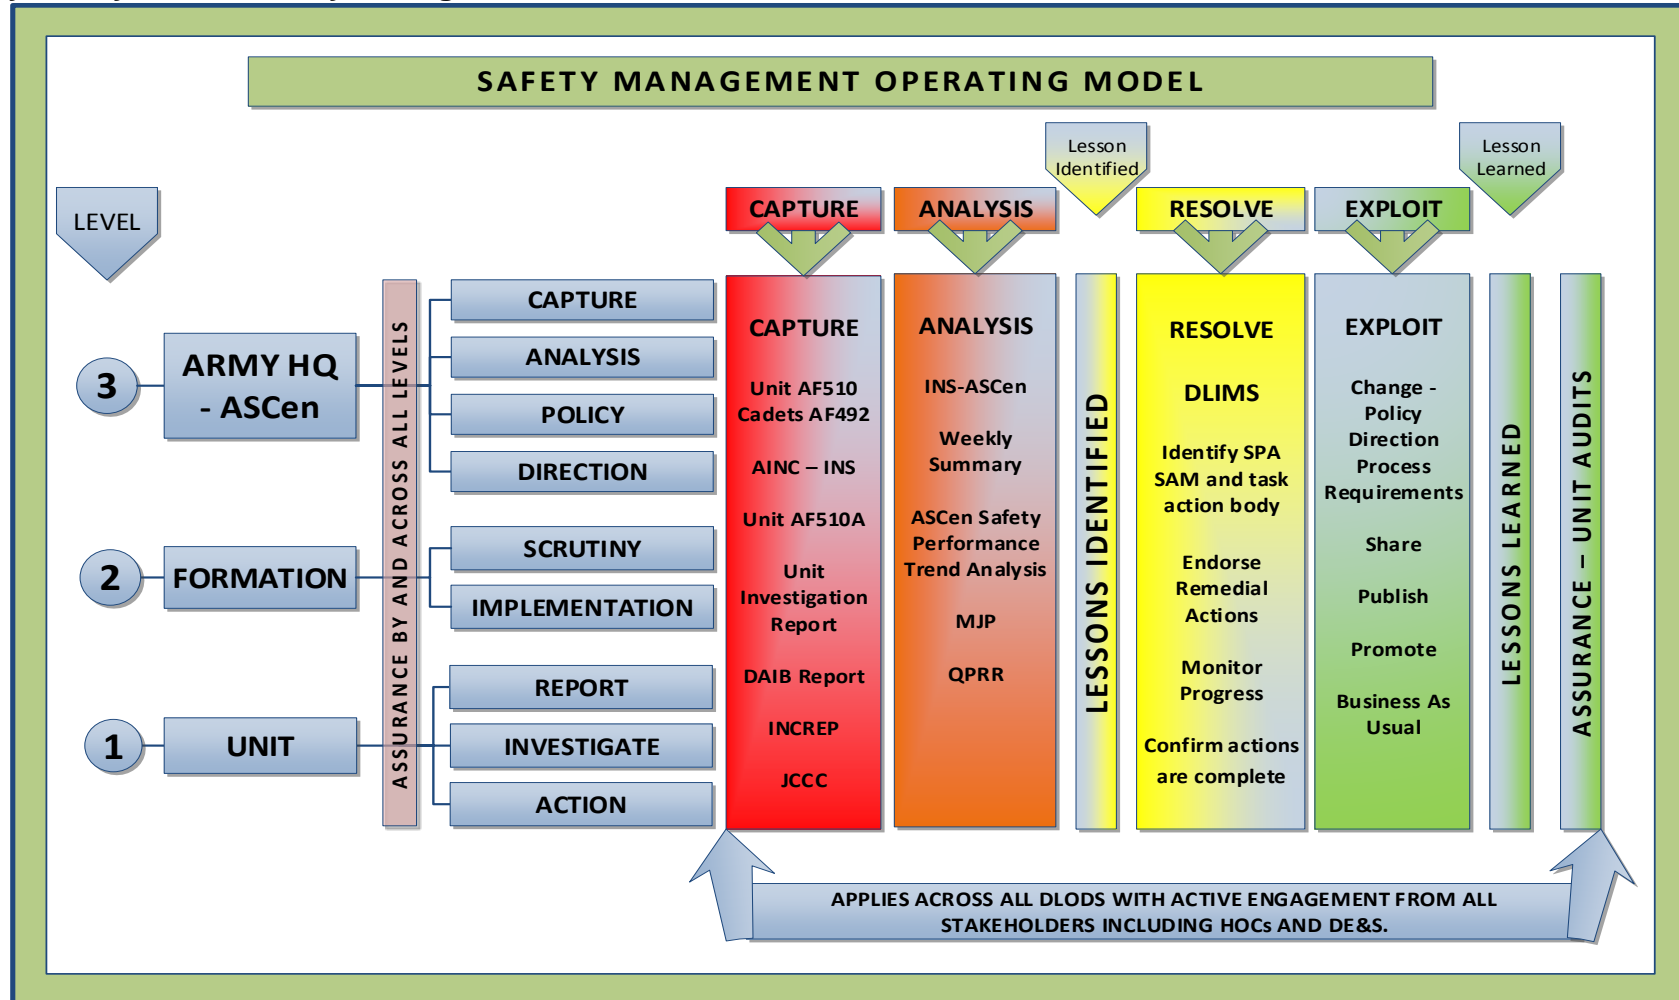 SAFETY MANAGEMENT OPERATING MODEL
LEVEL
3
ARMY HQ
- ASCen
2
FORMATION
1
UNIT
ASSURANCE BY AND ACROSS ALL LEVELS
CAPTURE
ANALYSIS
POLICY
DIRECTION
SCRUTINY
IMPLEMENTATION
REPORT
INVESTIGATE
ACTION
CAPTURE
CAPTURE
Unit AF510
Cadets AF492
AINC – INS
Unit AF510A
Unit
Investigation
Report
DAIB Report
INCREP
JCCC
ANALYSIS
ANALYSIS
INS-ASCen
Weekly
Summary
ASCen Safety
Performance
Trend Analysis
MJP
QPRR
Lesson
Identified
LESSONS IDENTIFIED
RESOLVE
RESOLVE
DLIMS
Identify SPA
SAM and task
action body
Endorse
Remedial
Actions
Monitor
Progress
Confirm actions
are complete
EXPLOIT
EXPLOIT
Change -
Policy
Direction
Process
Requirements
Share
Publish
Promote
Business As
Usual
Lesson
Learned
LESSONS LEARNED
ASSURANCE – UNIT AUDITS
APPLIES ACROSS ALL DLODS WITH ACTIVE ENGAGEMENT FROM ALL
STAKEHOLDERS INCLUDING HOCs AND DE&S.